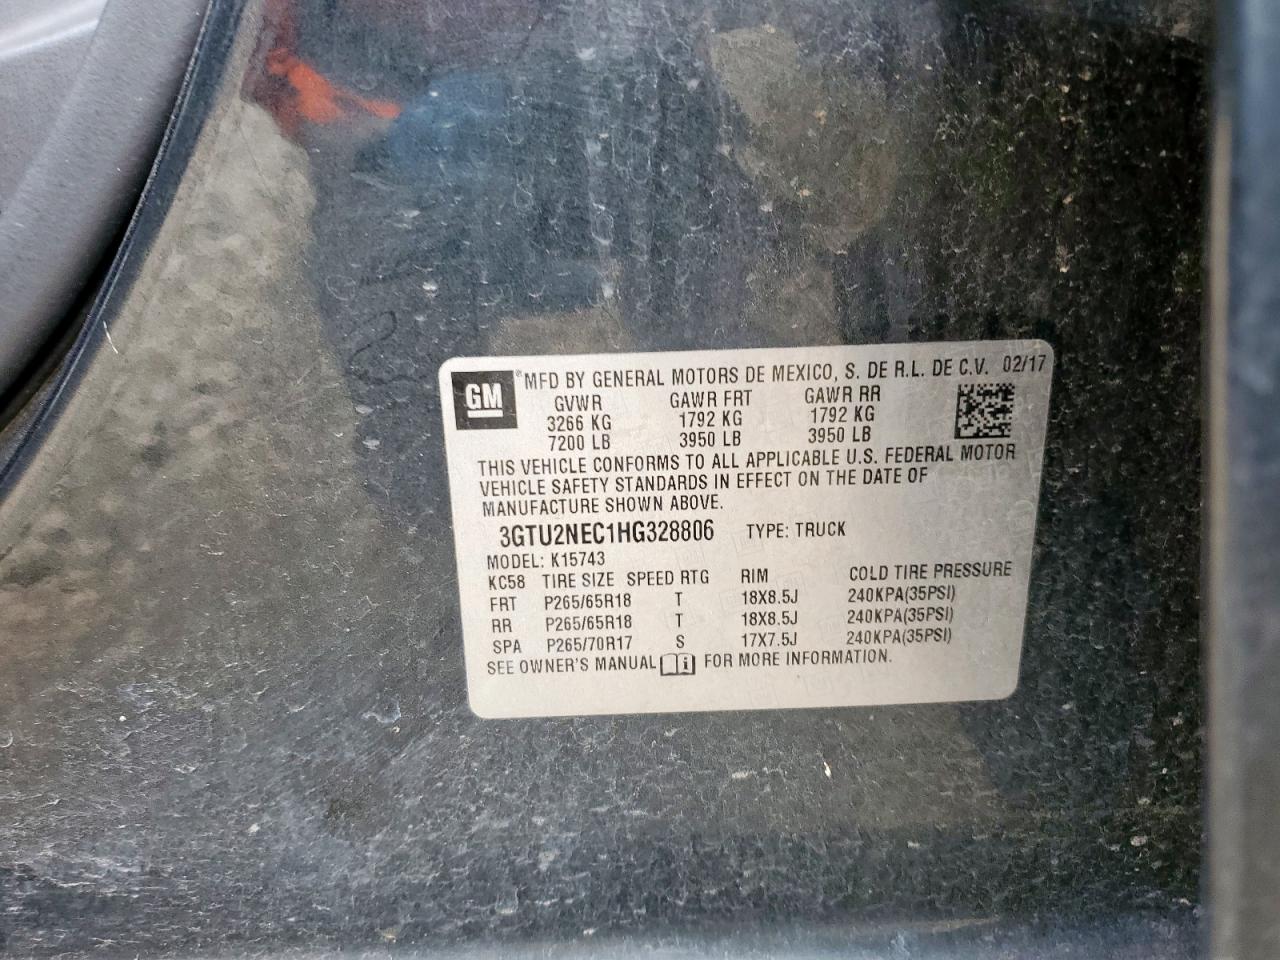 GM ® MFD BY GENERAL MOTORS DE MEXICO, S. DE R.L. DE C.V. 02/17
GVWR GAWR FRT GAWR RR
3266 KG 1792 KG 1792 KG
7200 LB 3950 LB 3950 LB
THIS VEHICLE CONFORMS TO ALL APPLICABLE U.S. FEDERAL MOTOR
VEHICLE SAFETY STANDARDS IN EFFECT ON THE DATE OF
MANUFACTURE SHOWN ABOVE.
3GTU2NEC1HG328806 TYPE: TRUCK
MODEL: K15743
KC58 TIRE SIZE SPEED RTG RIM COLD TIRE PRESSURE
FRT P265/65R18 T 18X8.5J 240KPA(35PSI)
RR P265/65R18 T 18X8.5J 240KPA(35PSI)
SPA P265/70R17 S 17X7.5J 240KPA(35PSI)
SEE OWNER'S MANUAL i FOR MORE INFORMATION.